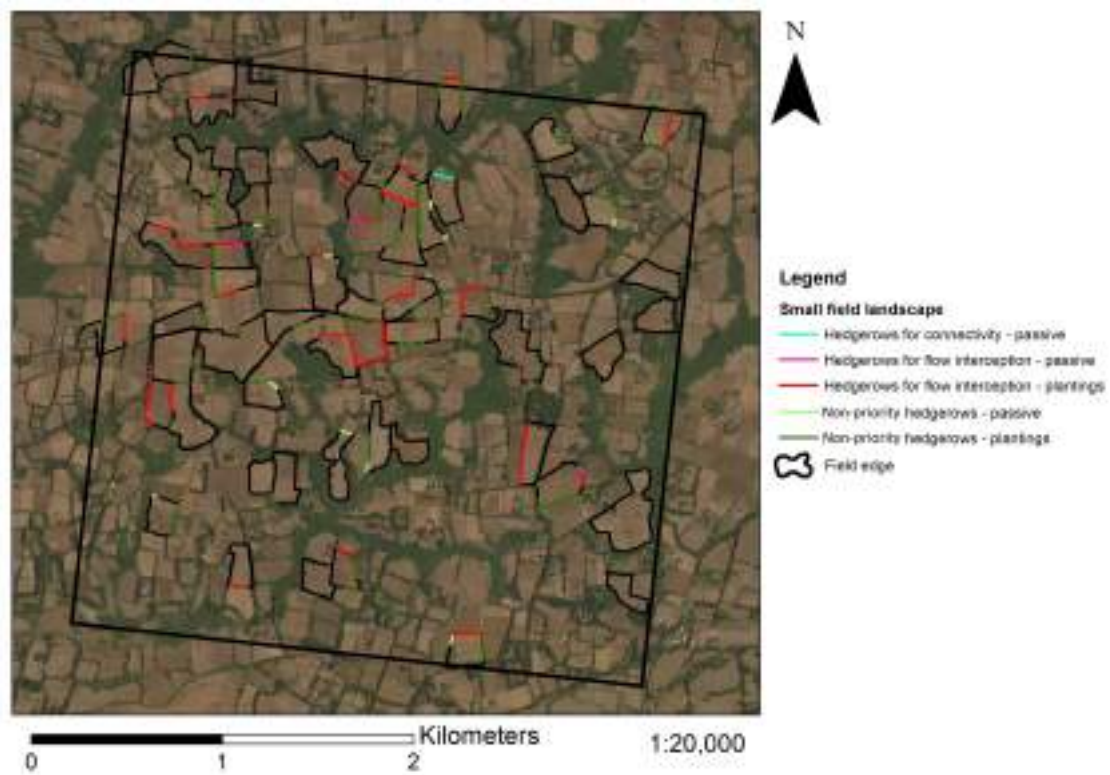 N
Legend
Small field landscape
Hedgerows for connectivity - passive
Hedgerows for flow interception - passive
Hedgerows for flow interception - plantings
Non-priority hedgerows - passive
Non-priority hedgerows - plantings
Field edge
Kilometers
0 1 2
1:20,000